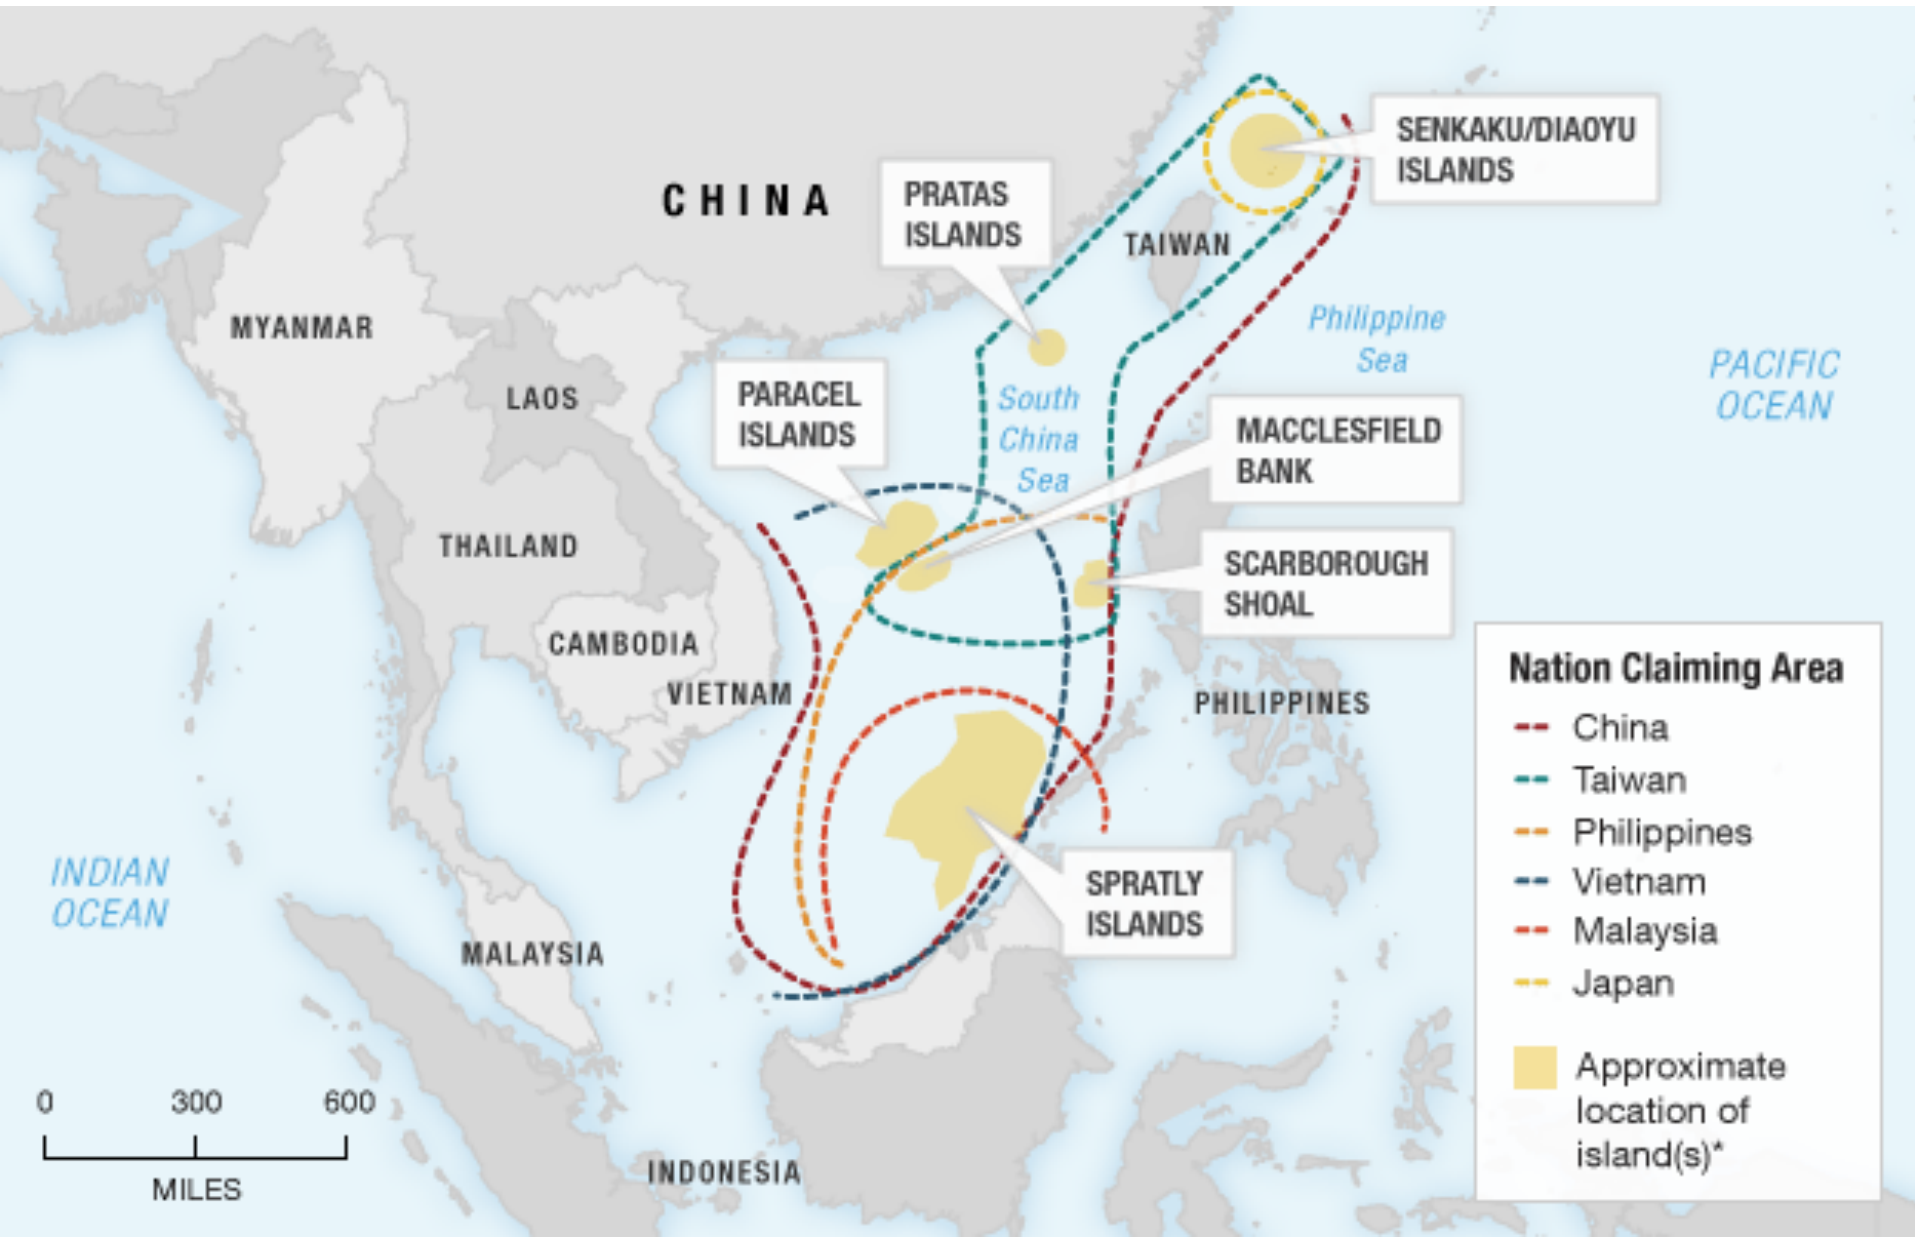 SENKAKU/DIAOYU
ISLANDS
PRATAS
ISLANDS
CHINA
TAIWAN
MYANMAR
Philippine
Sea
PACIFIC
OCEAN
LAOS
PARACEL
ISLANDS
South
China
Sea
MACCLESFIELD
BANK
THAILAND
SCARBOROUGH
SHOAL
CAMBODIA
VIETNAM
PHILIPPINES
Nation Claiming Area
China
Taiwan
Philippines
Vietnam
Malaysia
Japan
Approximate
location of
island(s)*
INDIAN
OCEAN
SPRATLY
ISLANDS
MALAYSIA
0 300 600
MILES
INDONESIA